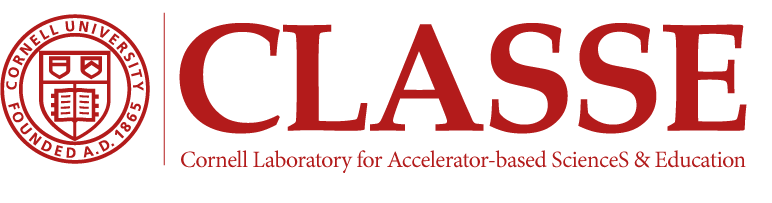 CORNELL UNIVERSITY
FOUNDED A.D. 1865
CLASSE
Cornell Laboratory for Accelerator-based ScienceS & Education